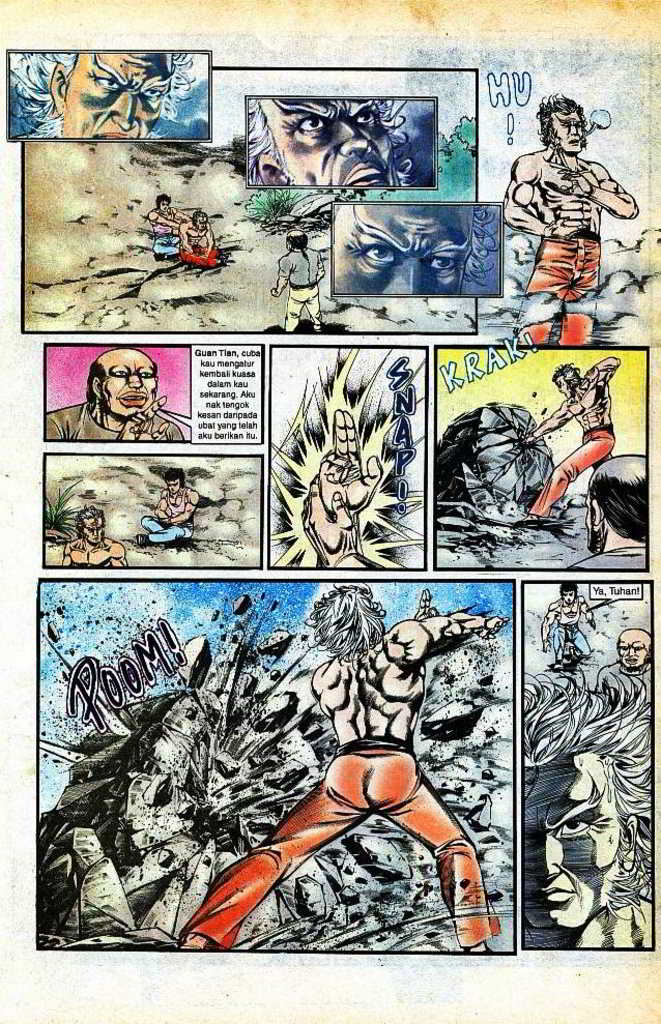 HU
!
Guan Tian, cuba
kau mengatur
kembali kuasa
dalam kau
sekarang. Aku
nak tengok
kesan daripada
ubat yang telah
aku berikan itu.
SNAP!
KRAK!
POOM!!
Ya, Tuhan!